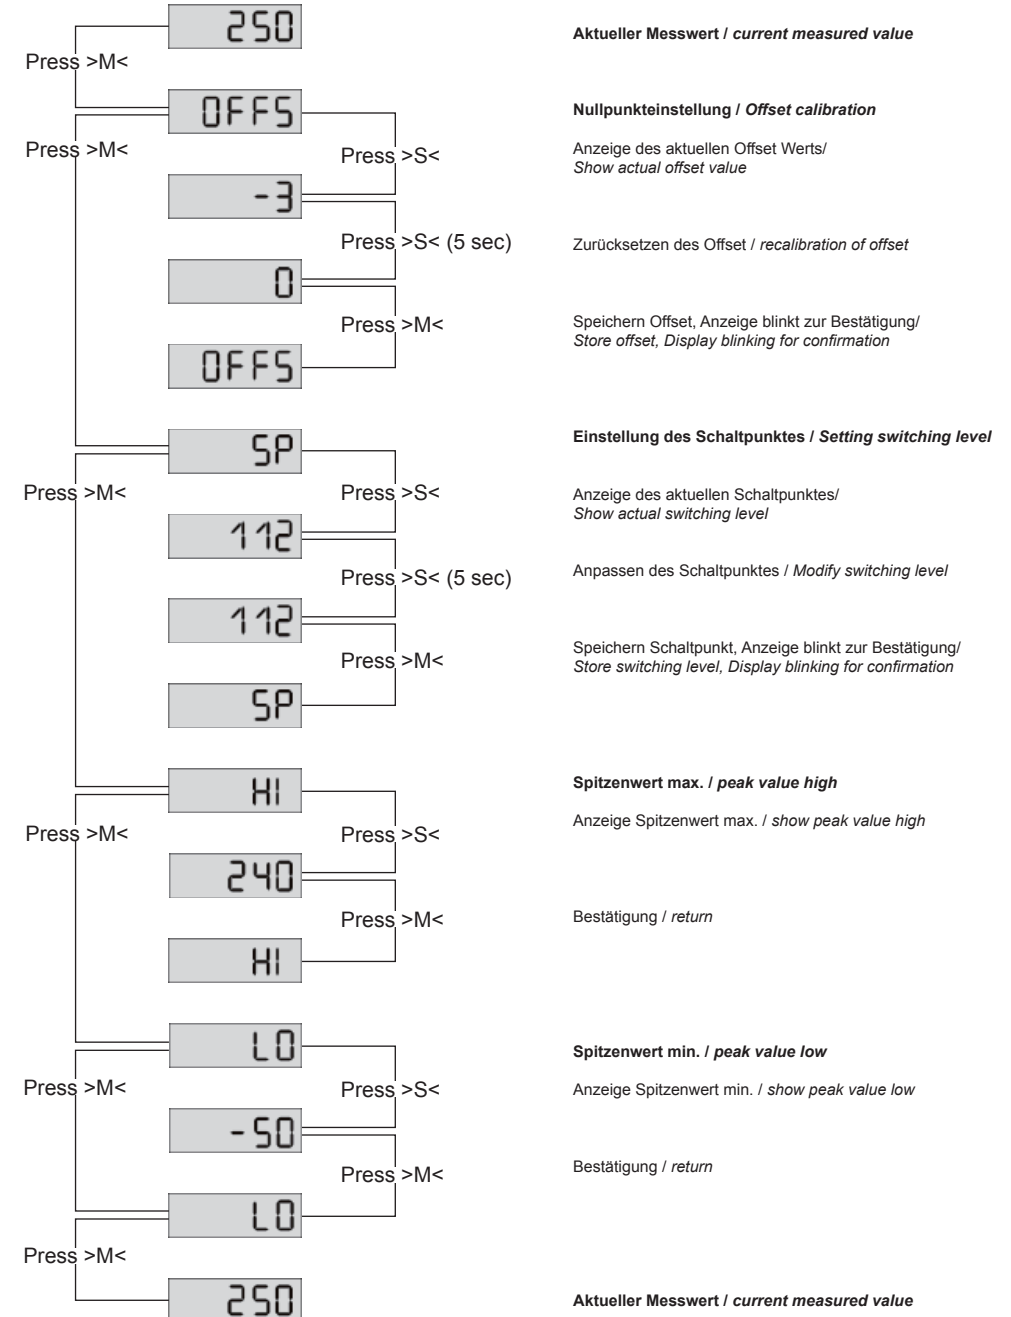 250
Aktueller Messwert / current measured value
Press >M<
OFFS
Nullpunkteinstellung / Offset calibration
Press >M<
Press >S<
Anzeige des aktuellen Offset Werts/
Show actual offset value
-3
Press >S< (5 sec)
Zurücksetzen des Offset / recalibration of offset
0
Press >M<
Speichern Offset, Anzeige blinkt zur Bestätigung/
Store offset, Display blinking for confirmation
OFFS
SP
Einstellung des Schaltpunktes / Setting switching level
Press >M<
Press >S<
Anzeige des aktuellen Schaltpunktes/
Show actual switching level
112
Press >S< (5 sec)
Anpassen des Schaltpunktes / Modify switching level
112
Press >M<
Speichern Schaltpunkt, Anzeige blinkt zur Bestätigung/
Store switching level, Display blinking for confirmation
SP
HI
Spitzenwert max. / peak value high
Press >M<
Press >S<
Anzeige Spitzenwert max. / show peak value high
240
Press >M<
Bestätigung / return
HI
LO
Spitzenwert min. / peak value low
Press >M<
Press >S<
Anzeige Spitzenwert min. / show peak value low
-50
Press >M<
Bestätigung / return
LO
Press >M<
250
Aktueller Messwert / current measured value